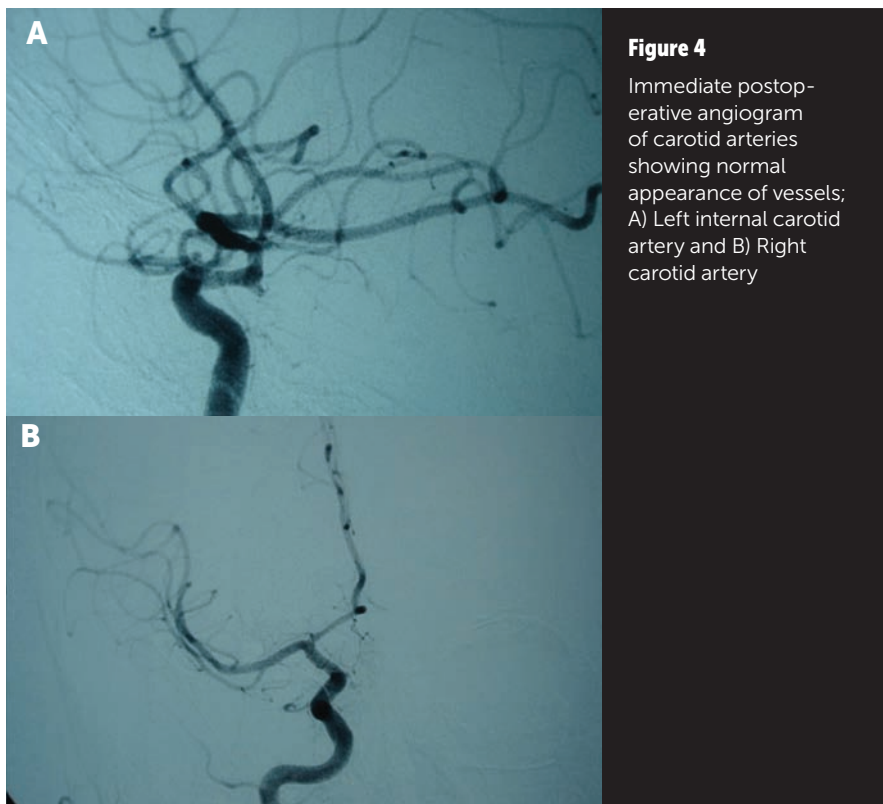 A
B
Figure 4
Immediate postop-
erative angiogram
of carotid arteries
showing normal
appearance of vessels;
A) Left internal carotid
artery and B) Right
carotid artery